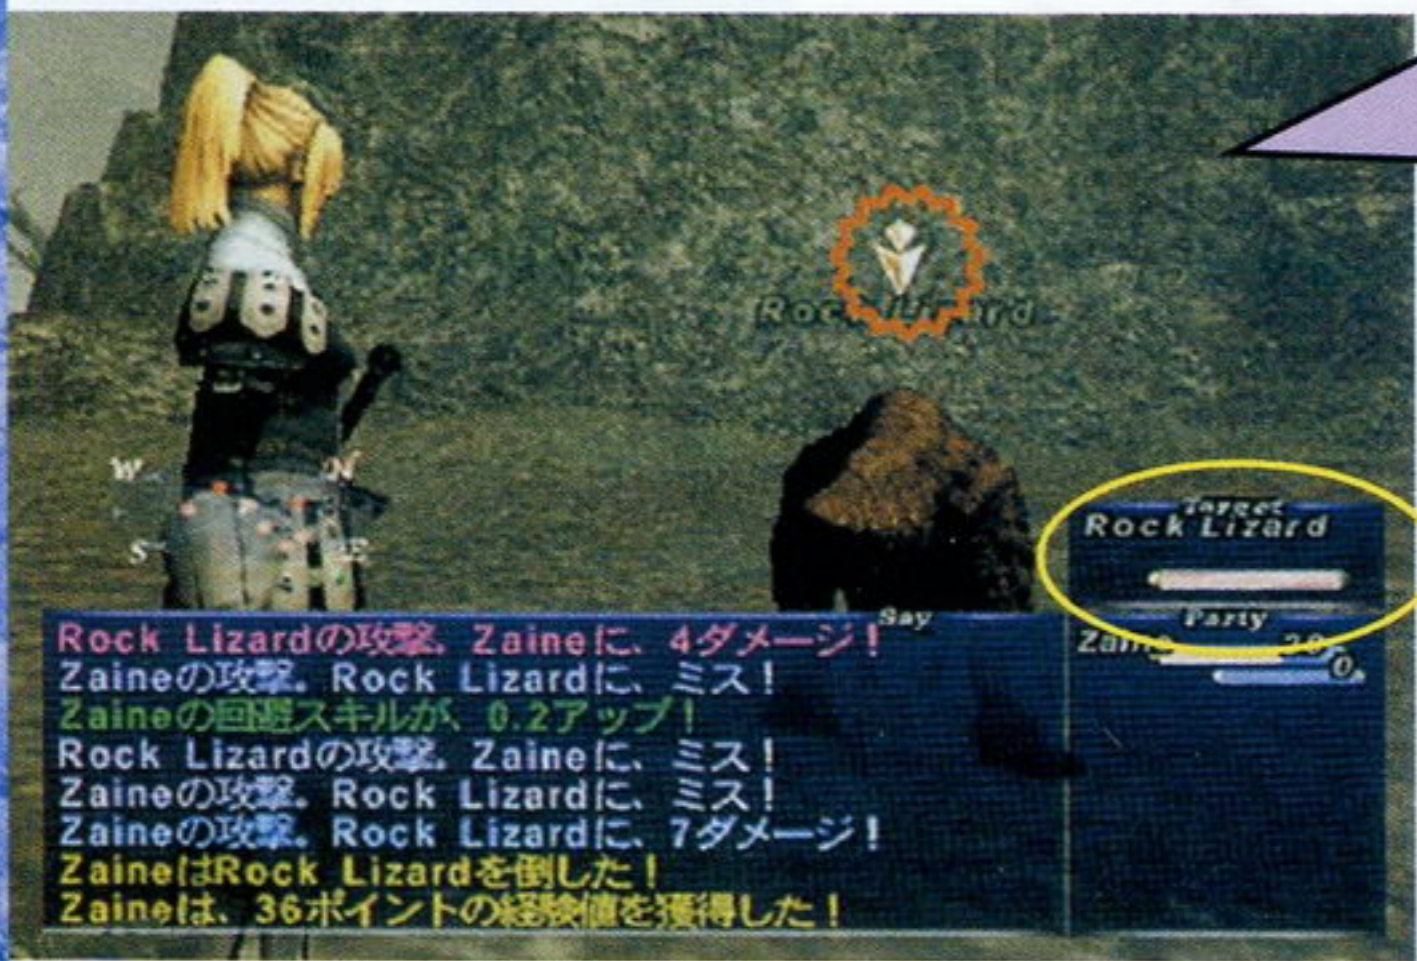 Rock Lizard
W
N
S
E
Target
Rock Lizard
Say
Party
Zaine
0
Rock Lizardの攻撃。Zaineに、4ダメージ！
Zaineの攻撃。Rock Lizardに、ミス！
Zaineの回避スキルが、0.2アップ！
Rock Lizardの攻撃。Zaineに、ミス！
Zaineの攻撃。Rock Lizardに、ミス！
Zaineの攻撃。Rock Lizardに、7ダメージ！
ZaineはRock Lizardを倒した！
Zaineは、36ポイントの経験値を獲得した！